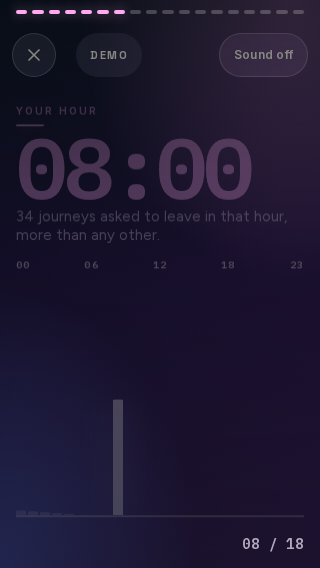 DEMO
Sound off
YOUR HOUR
08:00
34 journeys asked to leave in that hour,
more than any other.
00 06 12 18 23
08 / 18